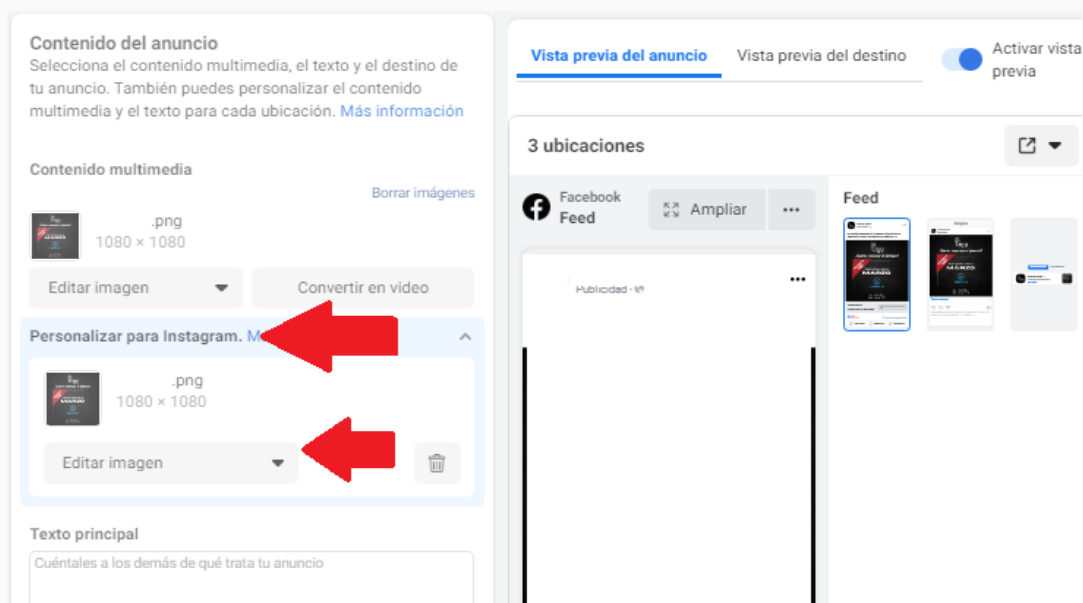 Contenido del anuncio
Selecciona el contenido multimedia, el texto y el destino de
tu anuncio. También puedes personalizar el contenido
multimedia y el texto para cada ubicación. Más información
Contenido multimedia
Borrar imágenes
.png
1080 × 1080
Editar imagen
Convertir en video
Personalizar para Instagram. M
.png
1080 × 1080
Editar imagen
Texto principal
Cuéntales a los demás de qué trata tu anuncio
Vista previa del anuncio
Vista previa del destino
Activar vista
previa
3 ubicaciones
Facebook
Feed
Ampliar
Publicidad
Feed
MARZO
MARZO